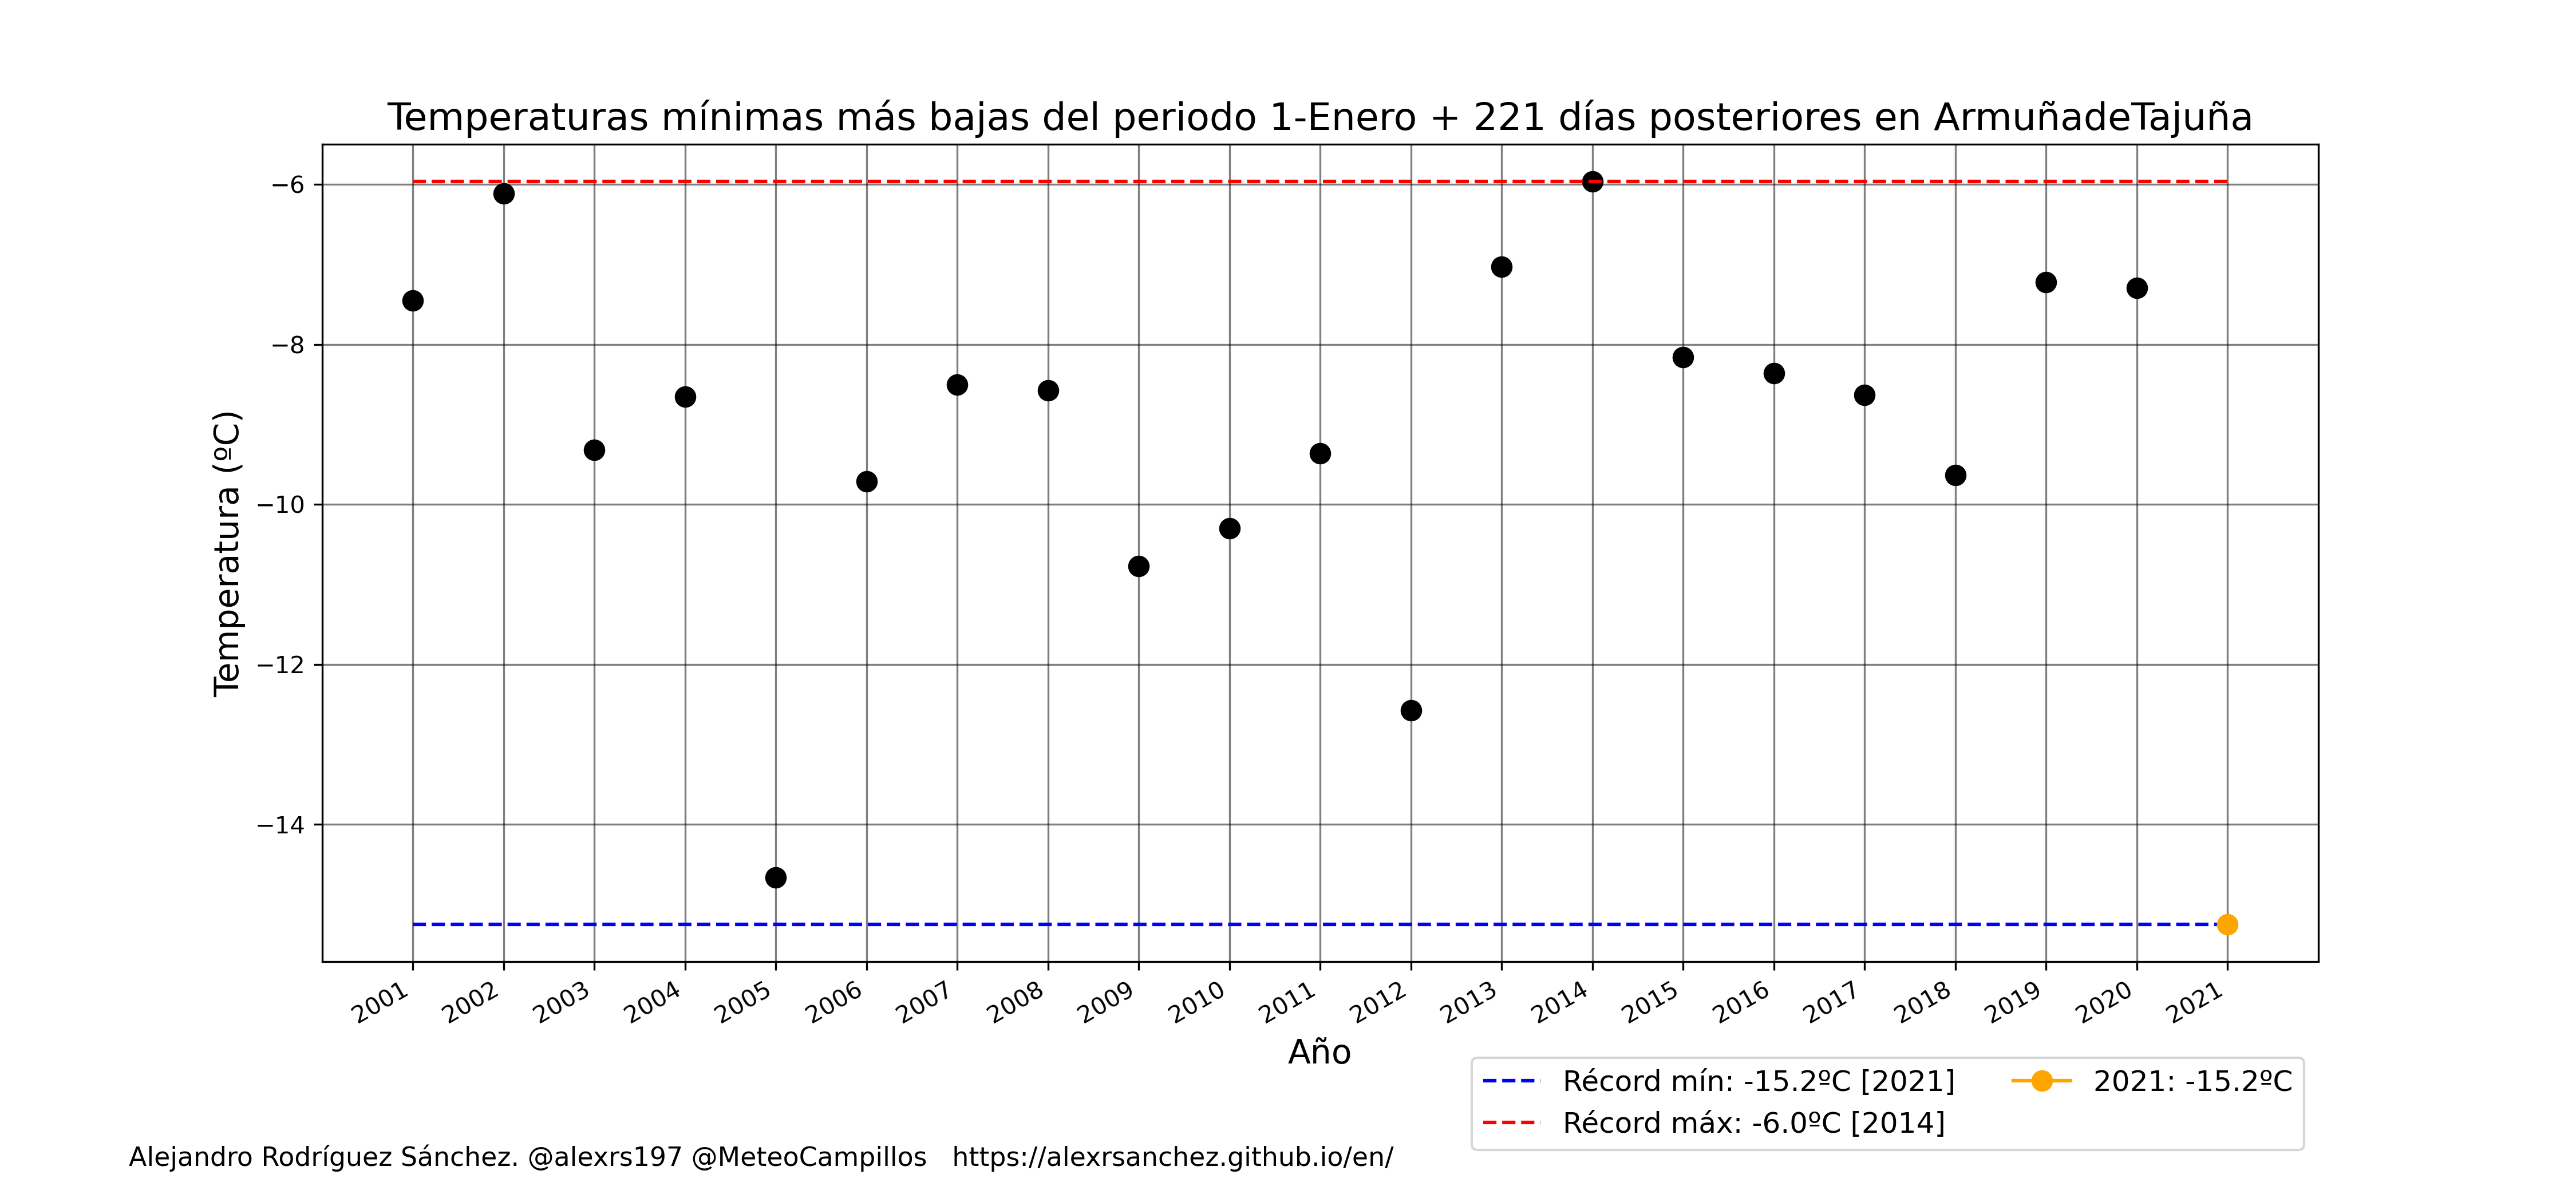 Temperaturas mínimas más bajas del periodo 1-Enero + 221 días posteriores en ArmuñadeTajuña
Temperatura (ºC)
−6
−8
−10
−12
−14
2001 2002 2003 2004 2005 2006 2007 2008 2009 2010 2011 2012 2013 2014 2015 2016 2017 2018 2019 2020 2021
Año
Récord mín: -15.2ºC [2021]
Récord máx: -6.0ºC [2014]
2021: -15.2ºC
Alejandro Rodríguez Sánchez. @alexrs197 @MeteoCampillos https://alexrsanchez.github.io/en/